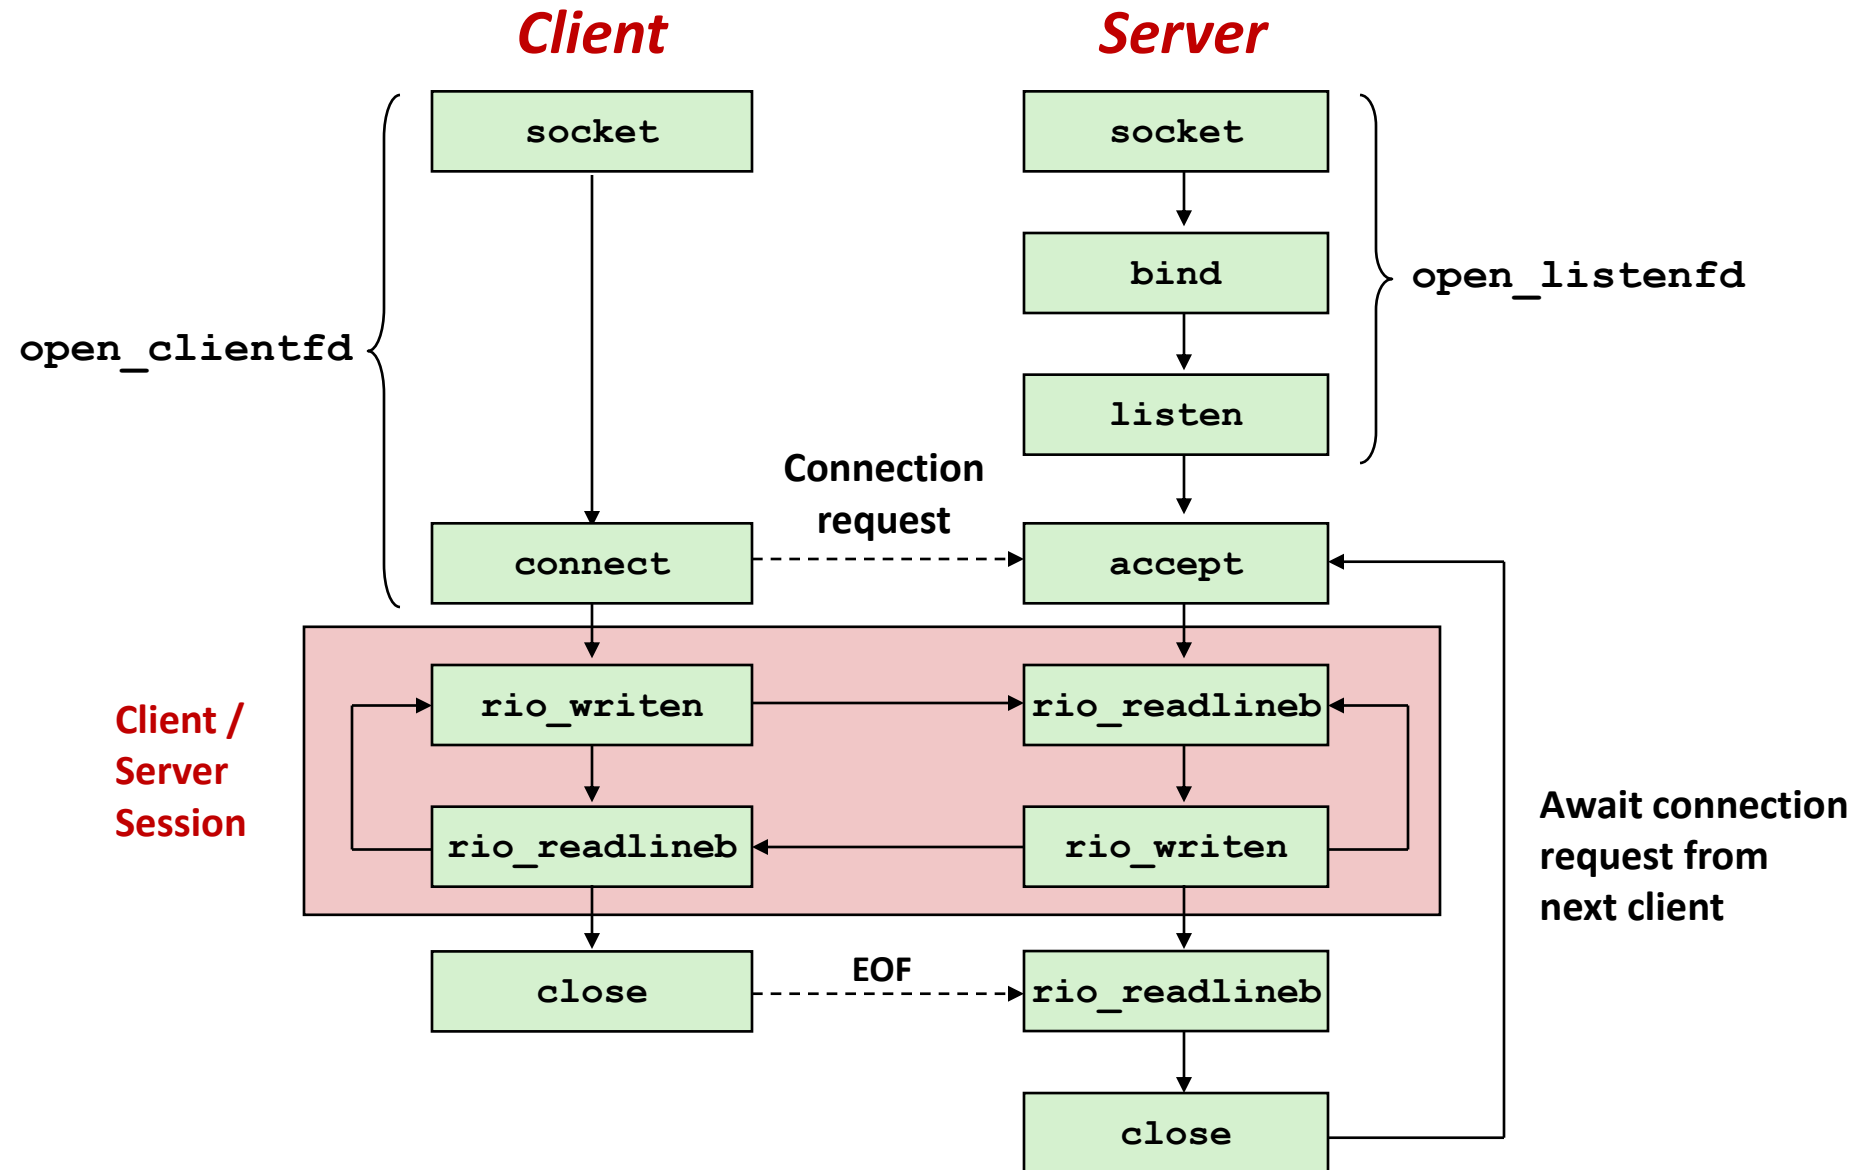 Client
Server
socket
socket
bind
open_listenfd
open_clientfd
listen
Connection
request
connect
accept
Client /
Server
Session
rio_writen
rio_readlineb
rio_readlineb
rio_writen
Await connection
request from
next client
close
EOF
rio_readlineb
close